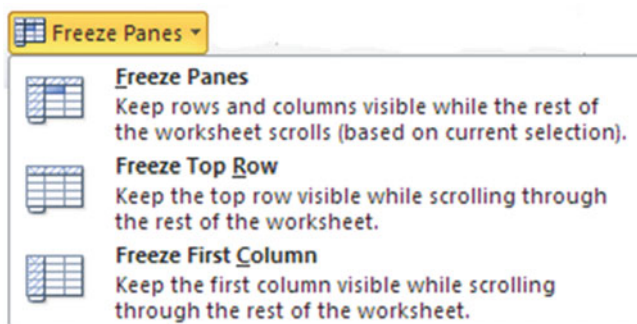 Freeze Panes
Freeze Panes
Keep rows and columns visible while the rest of
the worksheet scrolls (based on current selection).
Freeze Top Row
Keep the top row visible while scrolling through
the rest of the worksheet.
Freeze First Column
Keep the first column visible while scrolling
through the rest of the worksheet.